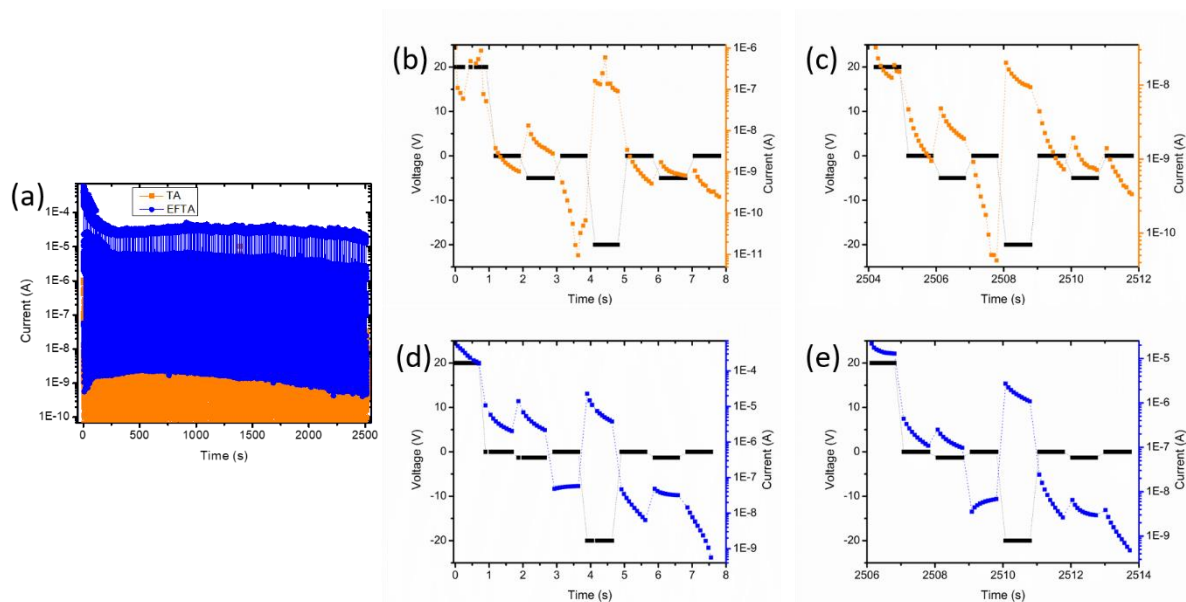 (a)
TA
EFTA
Current (A)
1E-4
1E-5
1E-6
1E-7
1E-8
1E-9
1E-10
0 500 1000 1500 2000 2500
Time (s)
(b)
Voltage (V)
20
10
0
-10
-20
Current (A)
1E-6
1E-7
1E-8
1E-9
1E-10
1E-11
0 1 2 3 4 5 6 7 8
Time (s)
(c)
Voltage (V)
20
10
0
-10
-20
Current (A)
1E-8
1E-9
1E-10
2504 2506 2508 2510 2512
Time (s)
(d)
Voltage (V)
20
10
0
-10
-20
Current (A)
1E-4
1E-5
1E-6
1E-7
1E-8
1E-9
0 1 2 3 4 5 6 7 8
Time (s)
(e)
Voltage (V)
20
10
0
-10
-20
Current (A)
1E-5
1E-6
1E-7
1E-8
1E-9
2506 2508 2510 2512 2514
Time (s)